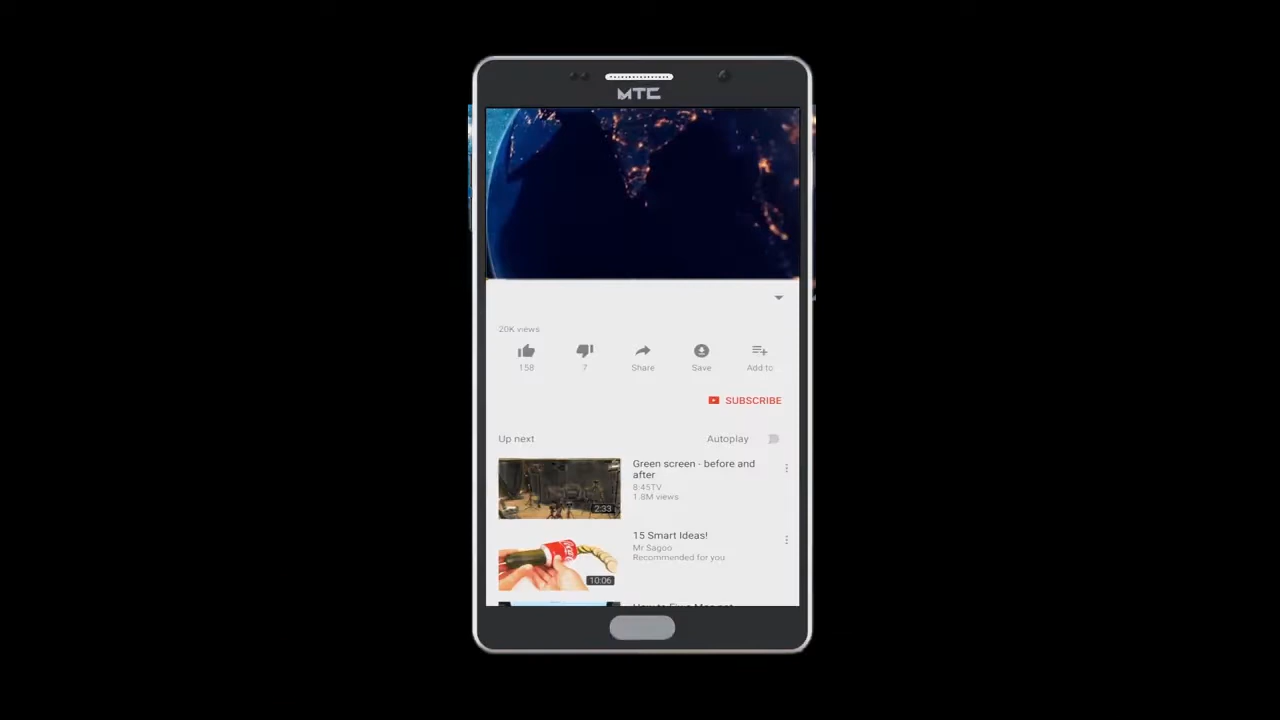 MTC
20K views
158 7 Share Save Add to
SUBSCRIBE
Up next Autoplay
Green screen - before and
after
8:45TV
1.8M views
2:33
15 Smart Ideas!
Mr Sagoo
Recommended for you
10:06